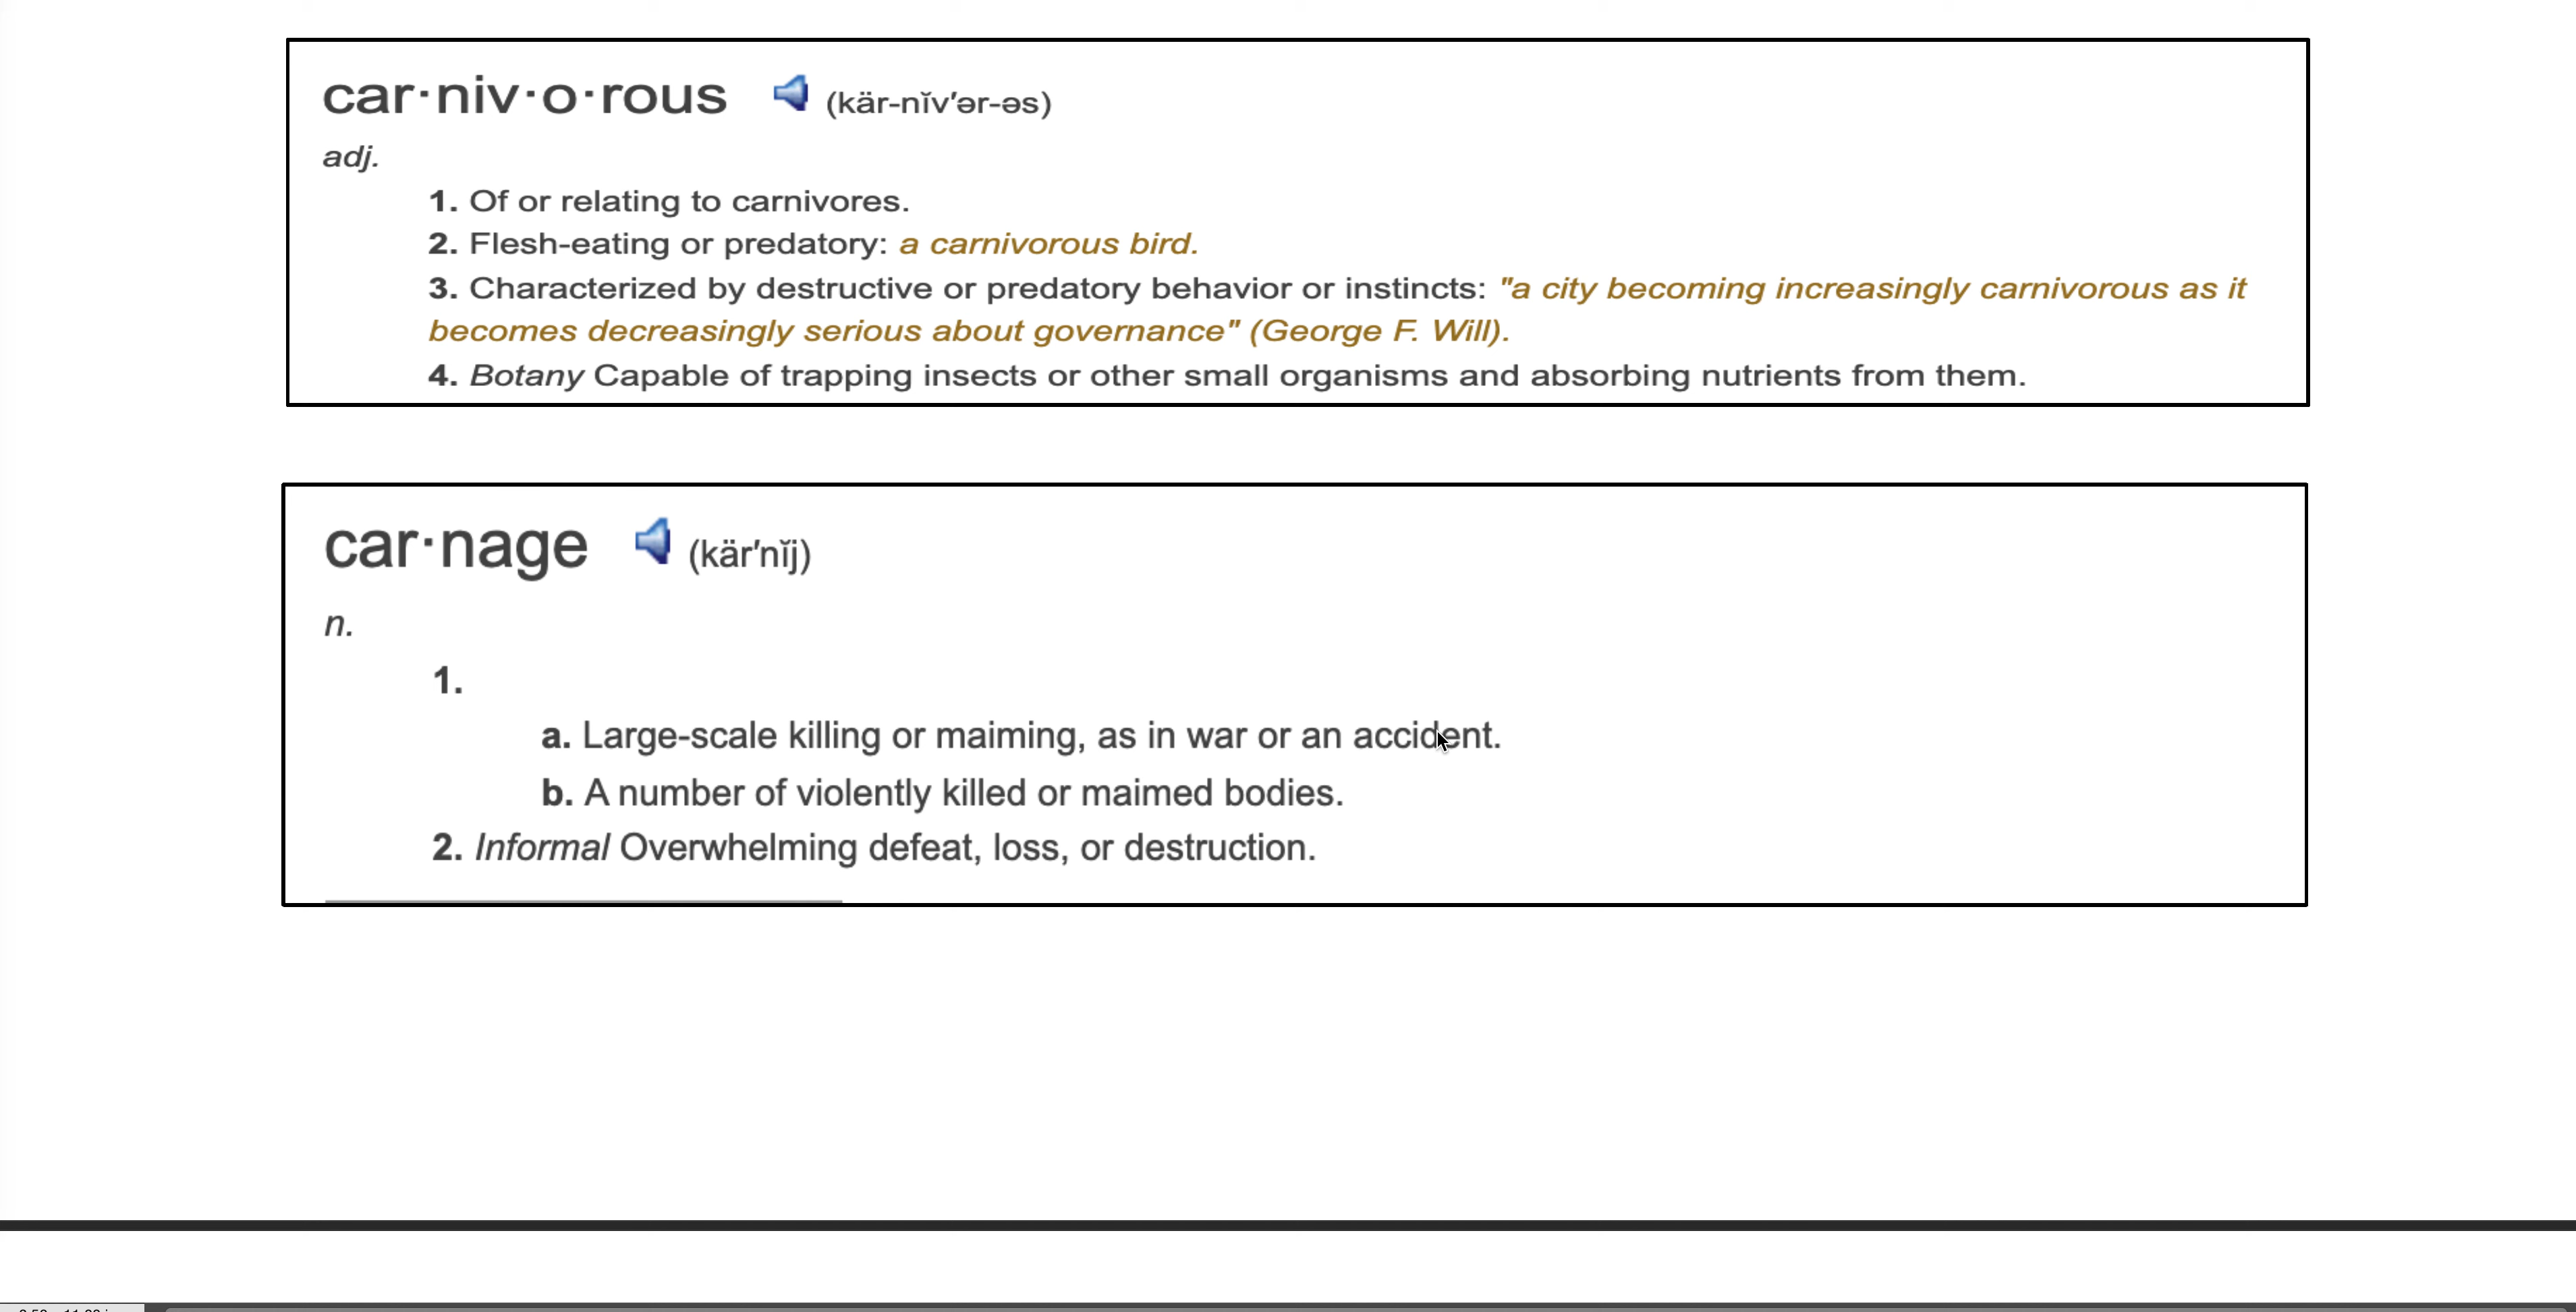 car·niv·o·rous (kär-nĭv′ər-əs)
adj.
1. Of or relating to carnivores.
2. Flesh-eating or predatory: a carnivorous bird.
3. Characterized by destructive or predatory behavior or instincts: "a city becoming increasingly carnivorous as it
becomes decreasingly serious about governance" (George F. Will).
4. Botany Capable of trapping insects or other small organisms and absorbing nutrients from them.
car·nage (kär′nĭj)
n.
1.
a. Large-scale killing or maiming, as in war or an accident.
b. A number of violently killed or maimed bodies.
2. Informal Overwhelming defeat, loss, or destruction.